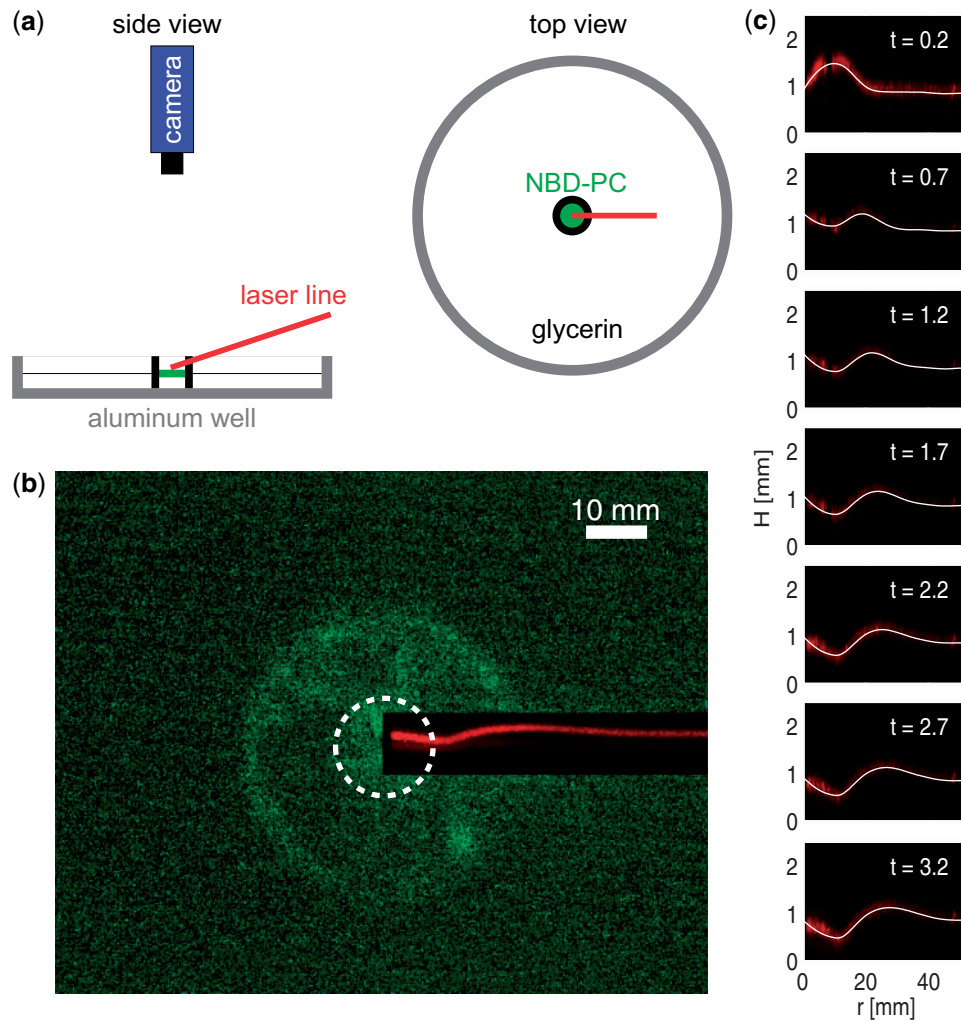 (a)
side view
top view
camera
NBD-PC
laser line
glycerin
aluminum well
(b)
10 mm
(c)
2
1
0
t = 0.2
2
1
0
t = 0.7
2
1
0
t = 1.2
2
1
0
t = 1.7
2
1
0
t = 2.2
2
1
0
t = 2.7
2
1
0
t = 3.2
H [mm]
0 20 40
r [mm]